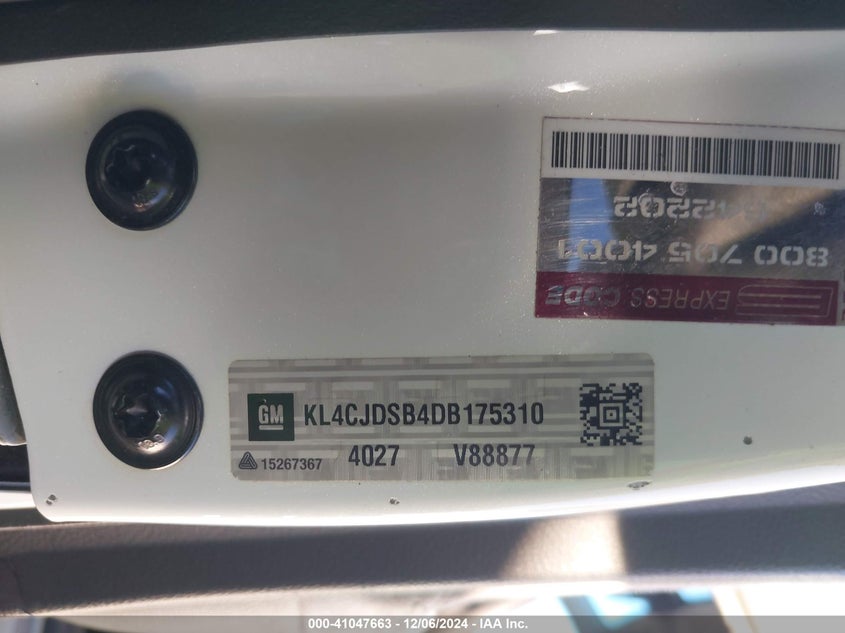 EXPRESS CODE
800 705 4001
GM KL4CJDSB4DB175310
15267367 4027 V88877
000-41047663 - 12/06/2024 - IAA Inc.